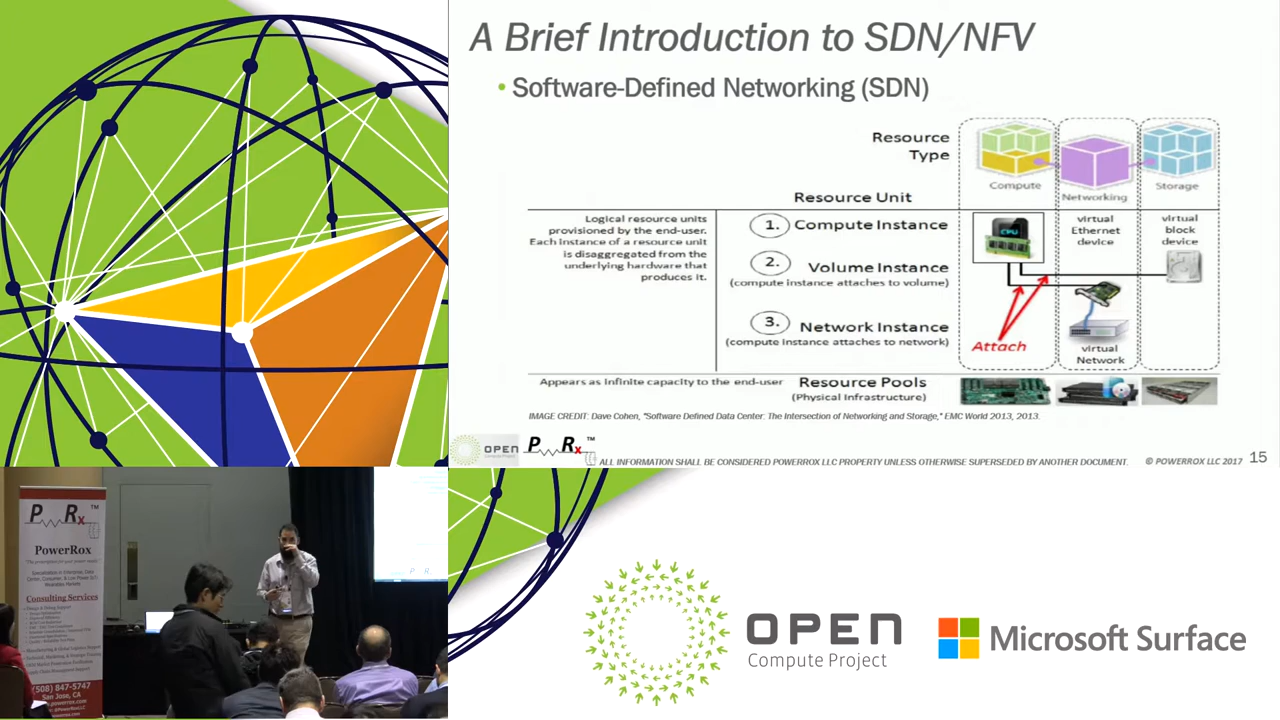 A Brief Introduction to SDN/NFV
• Software-Defined Networking (SDN)
Resource
Type
Compute
Networking
Storage
Resource Unit
Logical resource units
provisioned by the end-user.
Each instance of a resource unit
is disaggregated from the
underlying hardware that
produces it.
1. Compute Instance
2. Volume Instance
(compute instance attaches to volume)
3. Network Instance
(compute instance attaches to network)
CPU
virtual
Ethernet
device
virtual
block
device
Attach
virtual
Network
Appears as infinite capacity to the end-user
Resource Pools
(Physical Infrastructure)
IMAGE CREDIT: Dave Cohen, "Software Defined Data Center: The Intersection of Networking and Storage," EMC World 2013, 2013.
OPEN
P Rx ™
ALL INFORMATION SHALL BE CONSIDERED POWERROX LLC PROPERTY UNLESS OTHERWISE SUPERSEDED BY ANOTHER DOCUMENT.
© POWERROX LLC 2017
15
P Rx ™
PowerRox
Consulting Services
(508) 847-5747
San Jose, CA
OPEN
Compute Project
Microsoft Surface